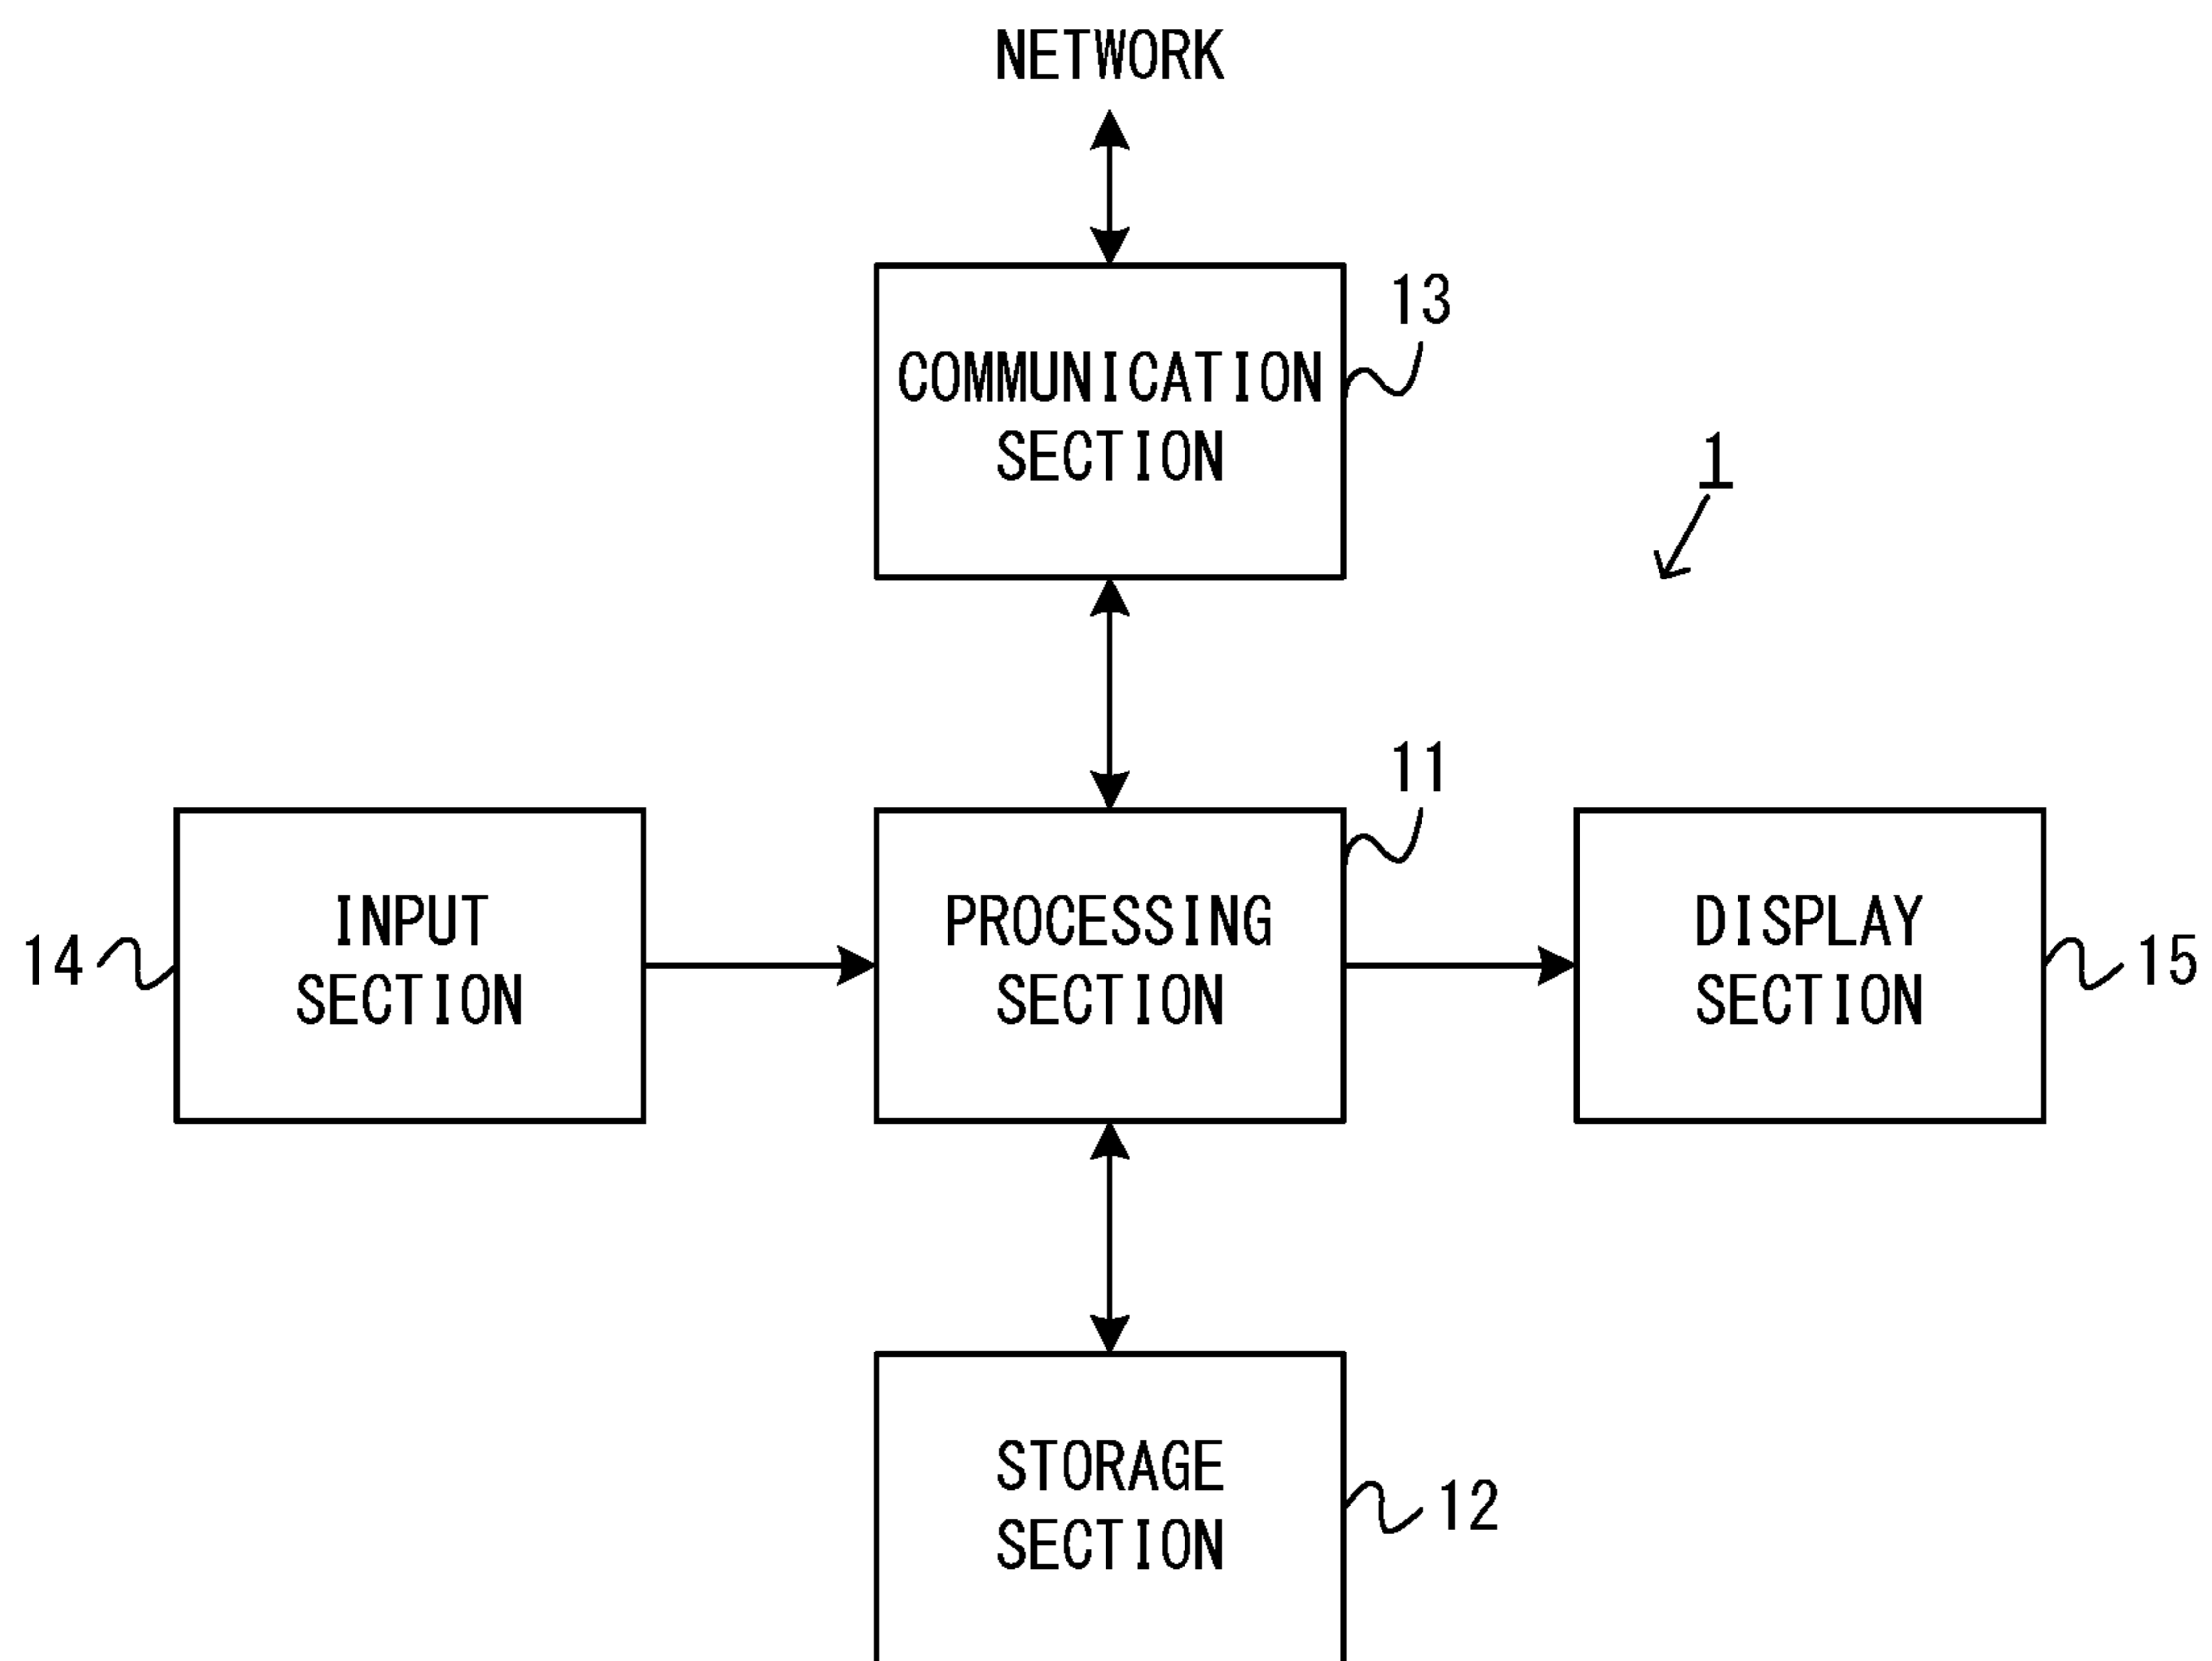 NETWORK
13
COMMUNICATION
SECTION
1
11
INPUT
SECTION
14
PROCESSING
SECTION
DISPLAY
SECTION
15
STORAGE
SECTION
12